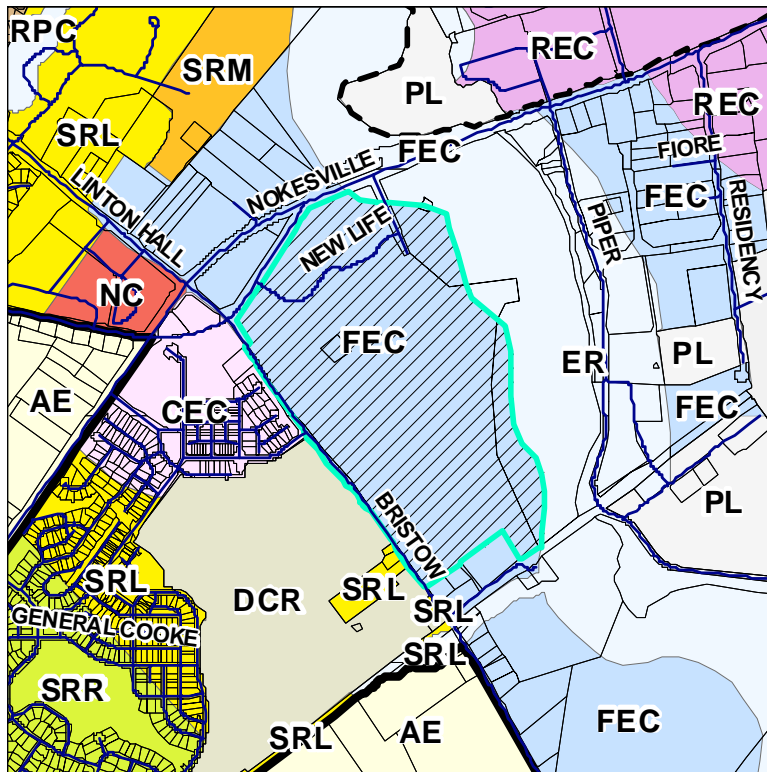 RPC
SRM
REC
PL
REC
SRL
FEC
FIORE
NOKESVILLE
LINTON HALL
FEC
RESIDENCY
PIPER
NEW LIFE
NC
FEC
ER
PL
AE
CEC
FEC
PL
BRISTOW
SRL
SRL
DCR
SRL
GENERAL COOKE
SRL
SRR
FEC
AE
SRL